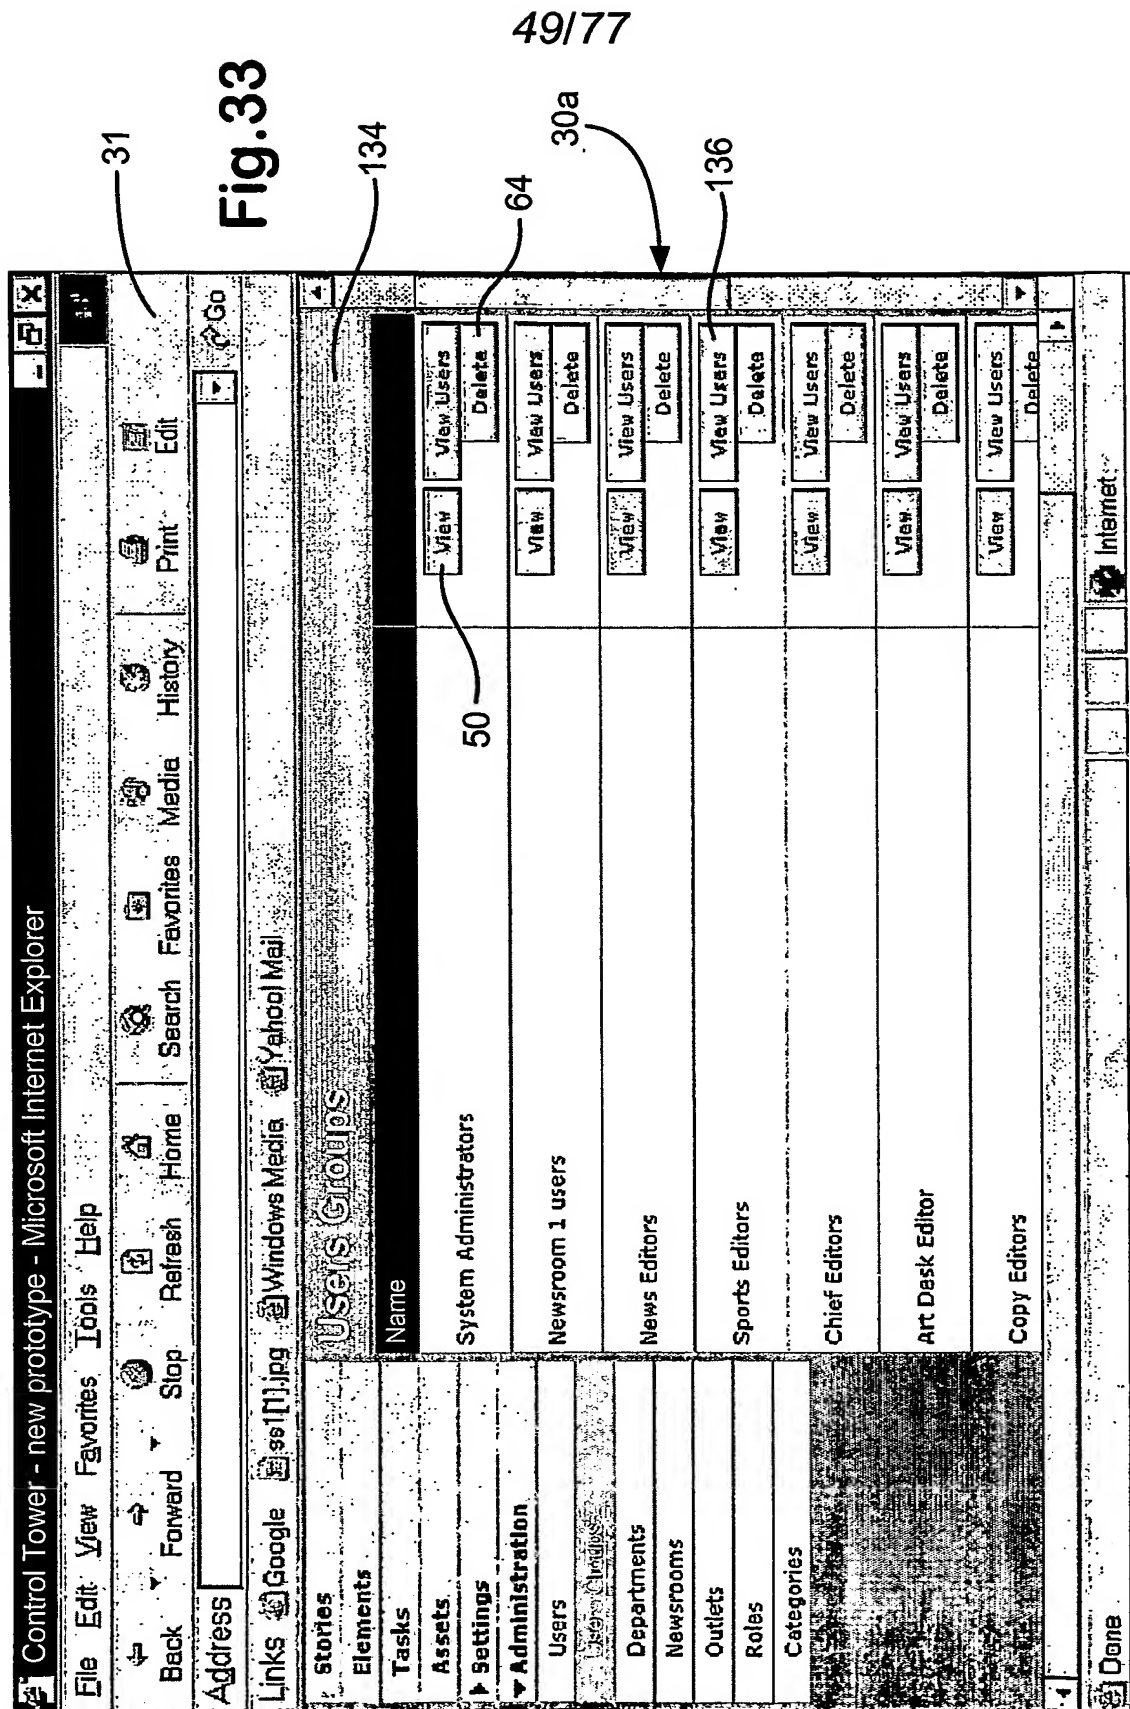 49/77
Fig.33
Control Tower - new prototype - Microsoft Internet Explorer
File Edit View Favorites Tools Help
31
Back Forward Stop Refresh Home Search Favorites Media History Print Edit
Address Go
Links Google ss1[1].jpg Windows Media Yahoo! Mail
134
Users Groups
Stories
Elements
Tasks
Assets
Settings
Administration
Users
Users Groups
Departments
Newsrooms
Outlets
Roles
Categories
Name
System Administrators View View Users
Delete
50
64
Newsroom 1 users View View Users
Delete
30a
News Editors View View Users
Delete
Sports Editors View View Users
Delete
136
Chief Editors View View Users
Delete
Art Desk Editor View View Users
Delete
Copy Editors View View Users
Delete
Done Internet